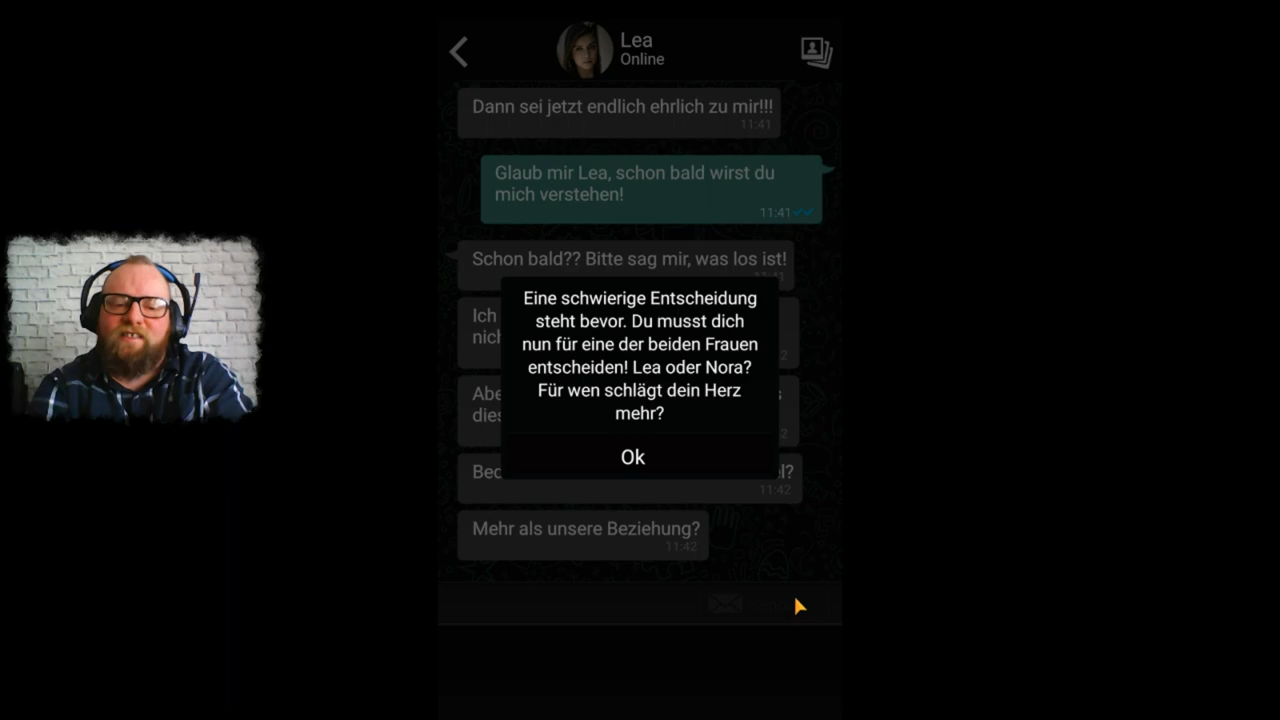 Lea
Online
Dann sei jetzt endlich ehrlich zu mir!!!
11:41
Glaub mir Lea, schon bald wirst du
mich verstehen!
11:41
Schon bald?? Bitte sag mir, was los ist!
11:41
Eine schwierige Entscheidung
steht bevor. Du musst dich
nun für eine der beiden Frauen
entscheiden! Lea oder Nora?
Für wen schlägt dein Herz
mehr?
Ok
Ich
11:42
Mehr als unsere Beziehung?
11:42